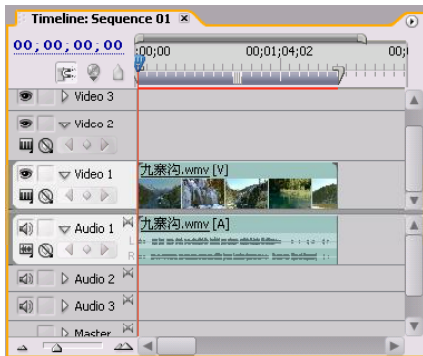 Timeline: Sequence 01
00;00;00;00
:00;00 00;01;04;02 00;
Video 3
Video 2
Video 1
九寨沟.wmv [V]
Audio 1
九寨沟.wmv [A]
L
R
Audio 2
Audio 3
Master